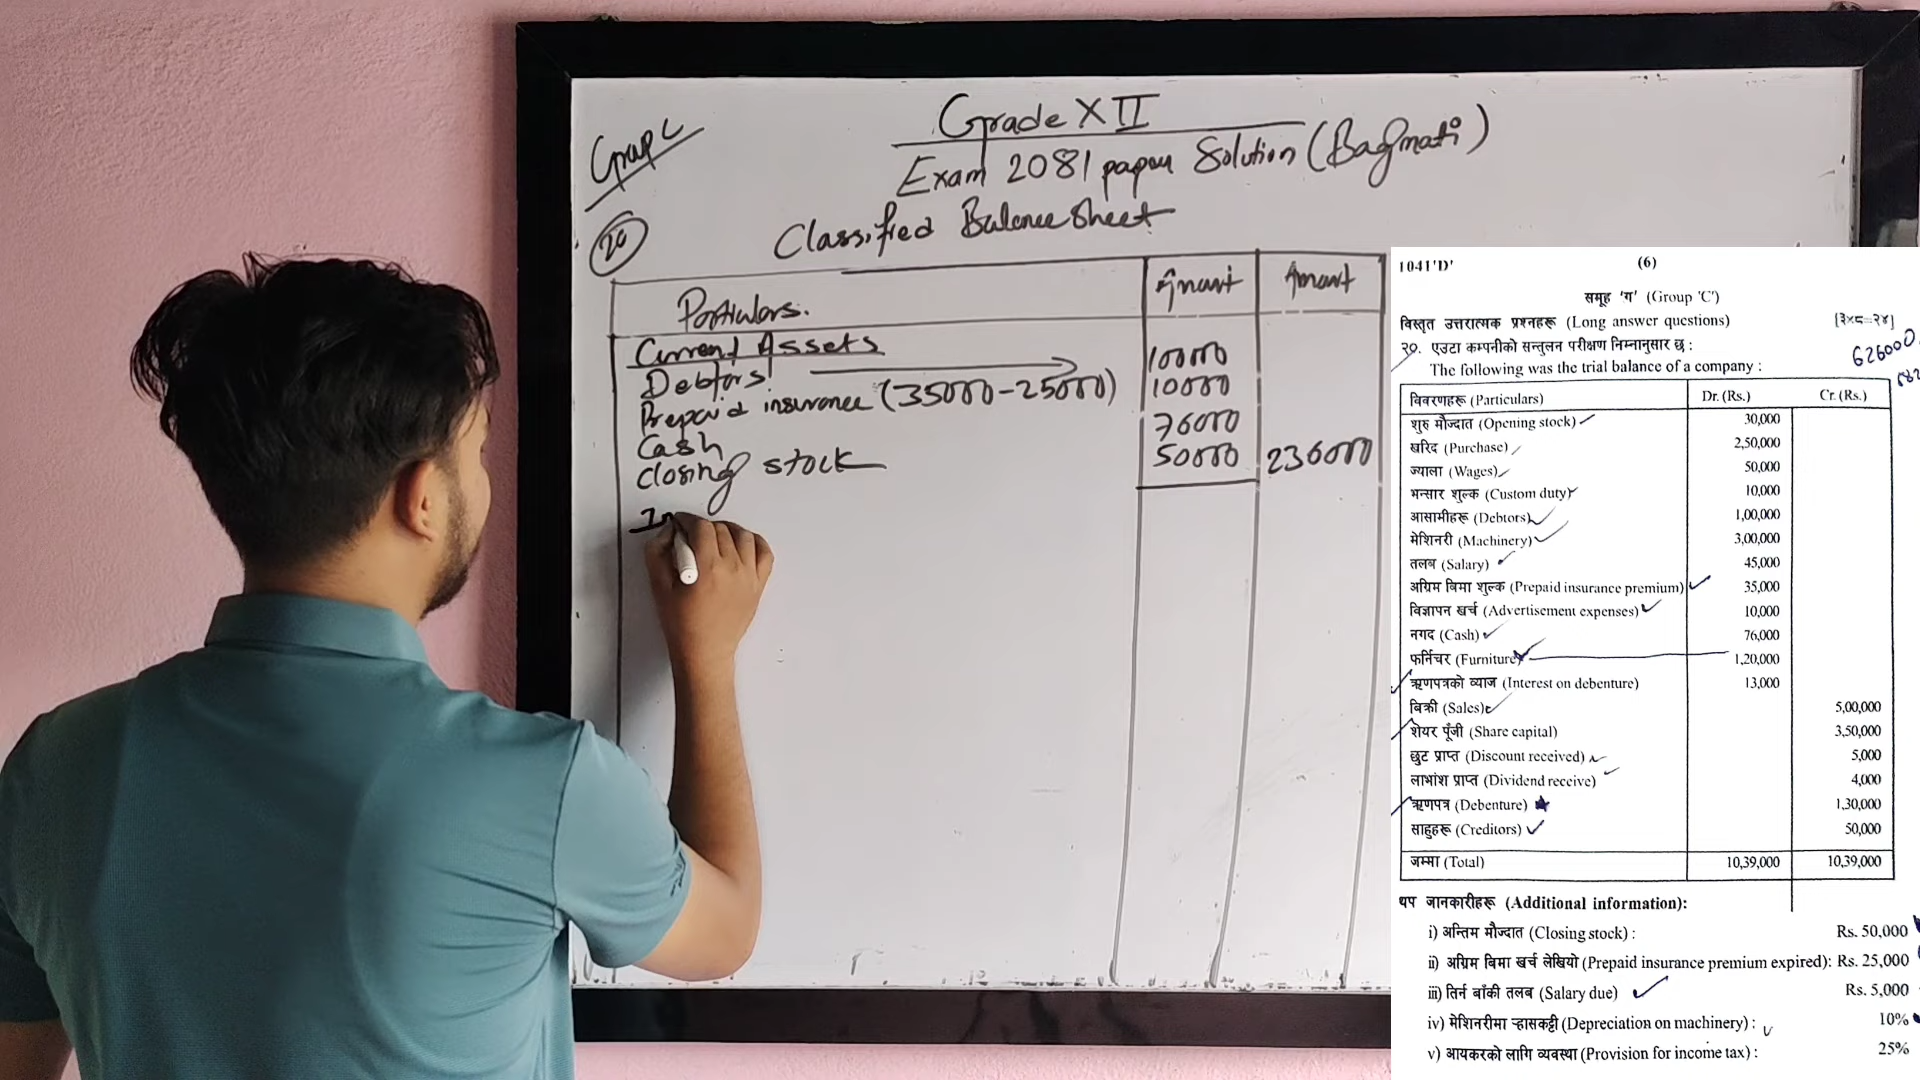 Group C
Grade XII
Exam 2081 paper Solution (Bagmati)
20
Classified Balance Sheet
Particulars. Amount Amount
Current Assets
Debtors. 100000
Prepaid insurance (35000-25000) 10000
Cash 76000
Closing stock 50000 236000
1041'D' (6)
समूह 'ग' (Group 'C')
विस्तृत उत्तरात्मक प्रश्नहरू (Long answer questions) [३×८=२४]
२०. एउटा कम्पनीको सन्तुलन परीक्षण निम्नानुसार छ :
626000
The following was the trial balance of a company :
विवरणहरू (Particulars) Dr. (Rs.) Cr. (Rs.)
शुरु मौज्दात (Opening stock) 30,000
खरिद (Purchase) 2,50,000
ज्याला (Wages) 50,000
भन्सार शुल्क (Custom duty) 10,000
आसामीहरू (Debtors) 1,00,000
मेशिनरी (Machinery) 3,00,000
तलब (Salary) 45,000
अग्रिम बिमा शुल्क (Prepaid insurance premium) 35,000
विज्ञापन खर्च (Advertisement expenses) 10,000
नगद (Cash) 76,000
फर्निचर (Furniture) 1,20,000
ऋणपत्रको व्याज (Interest on debenture) 13,000
बिक्री (Sales) 5,00,000
शेयर पूँजी (Share capital) 3,50,000
छुट प्राप्त (Discount received) 5,000
लाभांश प्राप्त (Dividend receive) 4,000
ऋणपत्र (Debenture) 1,30,000
साहुहरू (Creditors) 50,000
जम्मा (Total) 10,39,000 10,39,000
थप जानकारीहरू (Additional information):
i) अन्तिम मौज्दात (Closing stock) : Rs. 50,000
ii) अग्रिम बिमा खर्च लेखियो (Prepaid insurance premium expired): Rs. 25,000
iii) तिर्न बाँकी तलब (Salary due) Rs. 5,000
iv) मेशिनरीमा ह्रासकट्टी (Depreciation on machinery) : 10%
v) आयकरको लागि व्यवस्था (Provision for income tax) : 25%